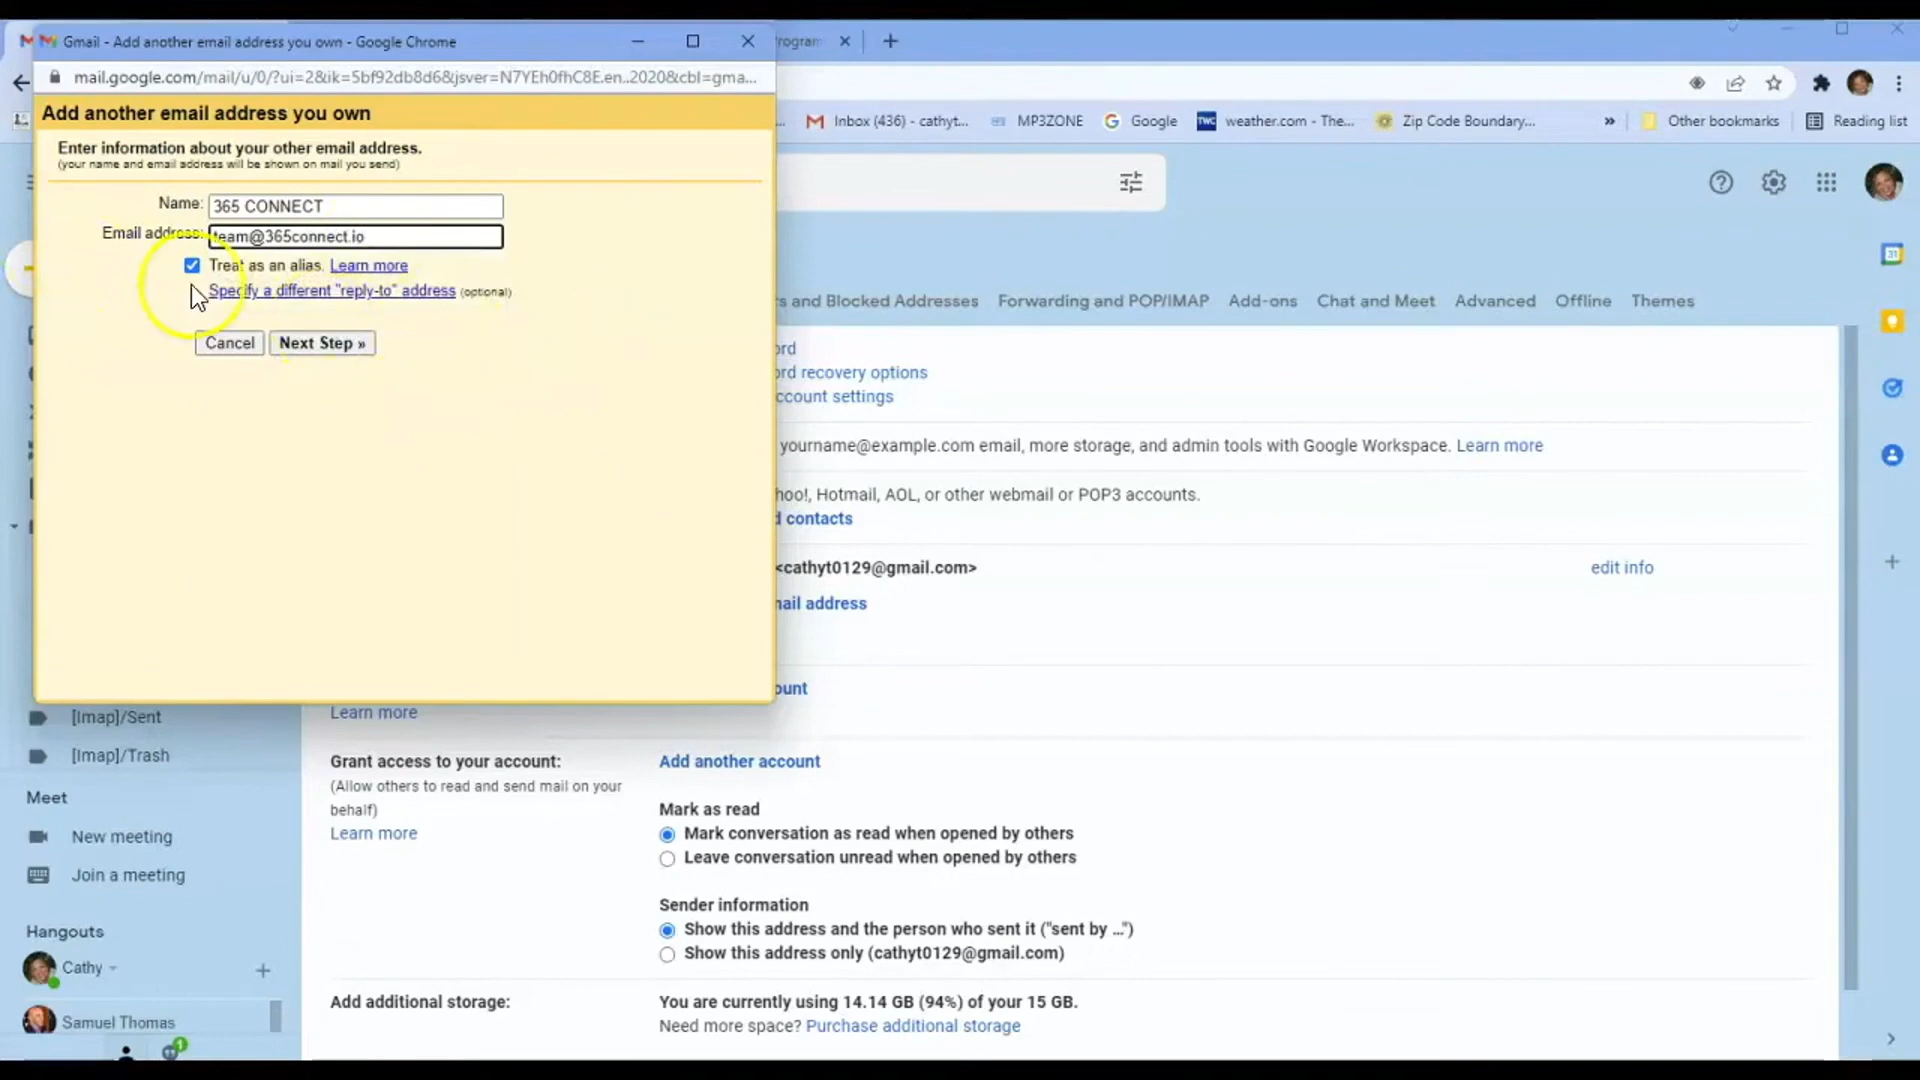 Gmail - Add another email address you own - Google Chrome
mail.google.com/mail/u/0/?ui=2&ik=5bf92db8d6&jsver=N7YEh0fhC8E.en..2020&cbl=gma...
Inbox (436) - cathyt...
MP3ZONE
Google
weather.com - The...
Zip Code Boundary...
»
Other bookmarks
Reading list
Add another email address you own
Enter information about your other email address.
(your name and email address will be shown on mail you send)
Name: 365 CONNECT
Email address: team@365connect.io
Treat as an alias. Learn more
Specify a different "reply-to" address (optional)
Cancel
Next Step »
and Blocked Addresses
Forwarding and POP/IMAP
Add-ons
Chat and Meet
Advanced
Offline
Themes
recovery options
settings
yourname@example.com email, more storage, and admin tools with Google Workspace. Learn more
Hotmail, AOL, or other webmail or POP3 accounts.
contacts
<cathyt0129@gmail.com>
edit info
address
Learn more
[Imap]/Sent
[Imap]/Trash
Meet
New meeting
Join a meeting
Hangouts
Cathy
Samuel Thomas
1
Grant access to your account:
(Allow others to read and send mail on your
behalf)
Learn more
Add another account
Mark as read
Mark conversation as read when opened by others
Leave conversation unread when opened by others
Sender information
Show this address and the person who sent it ("sent by ...")
Show this address only (cathyt0129@gmail.com)
Add additional storage:
You are currently using 14.14 GB (94%) of your 15 GB.
Need more space? Purchase additional storage